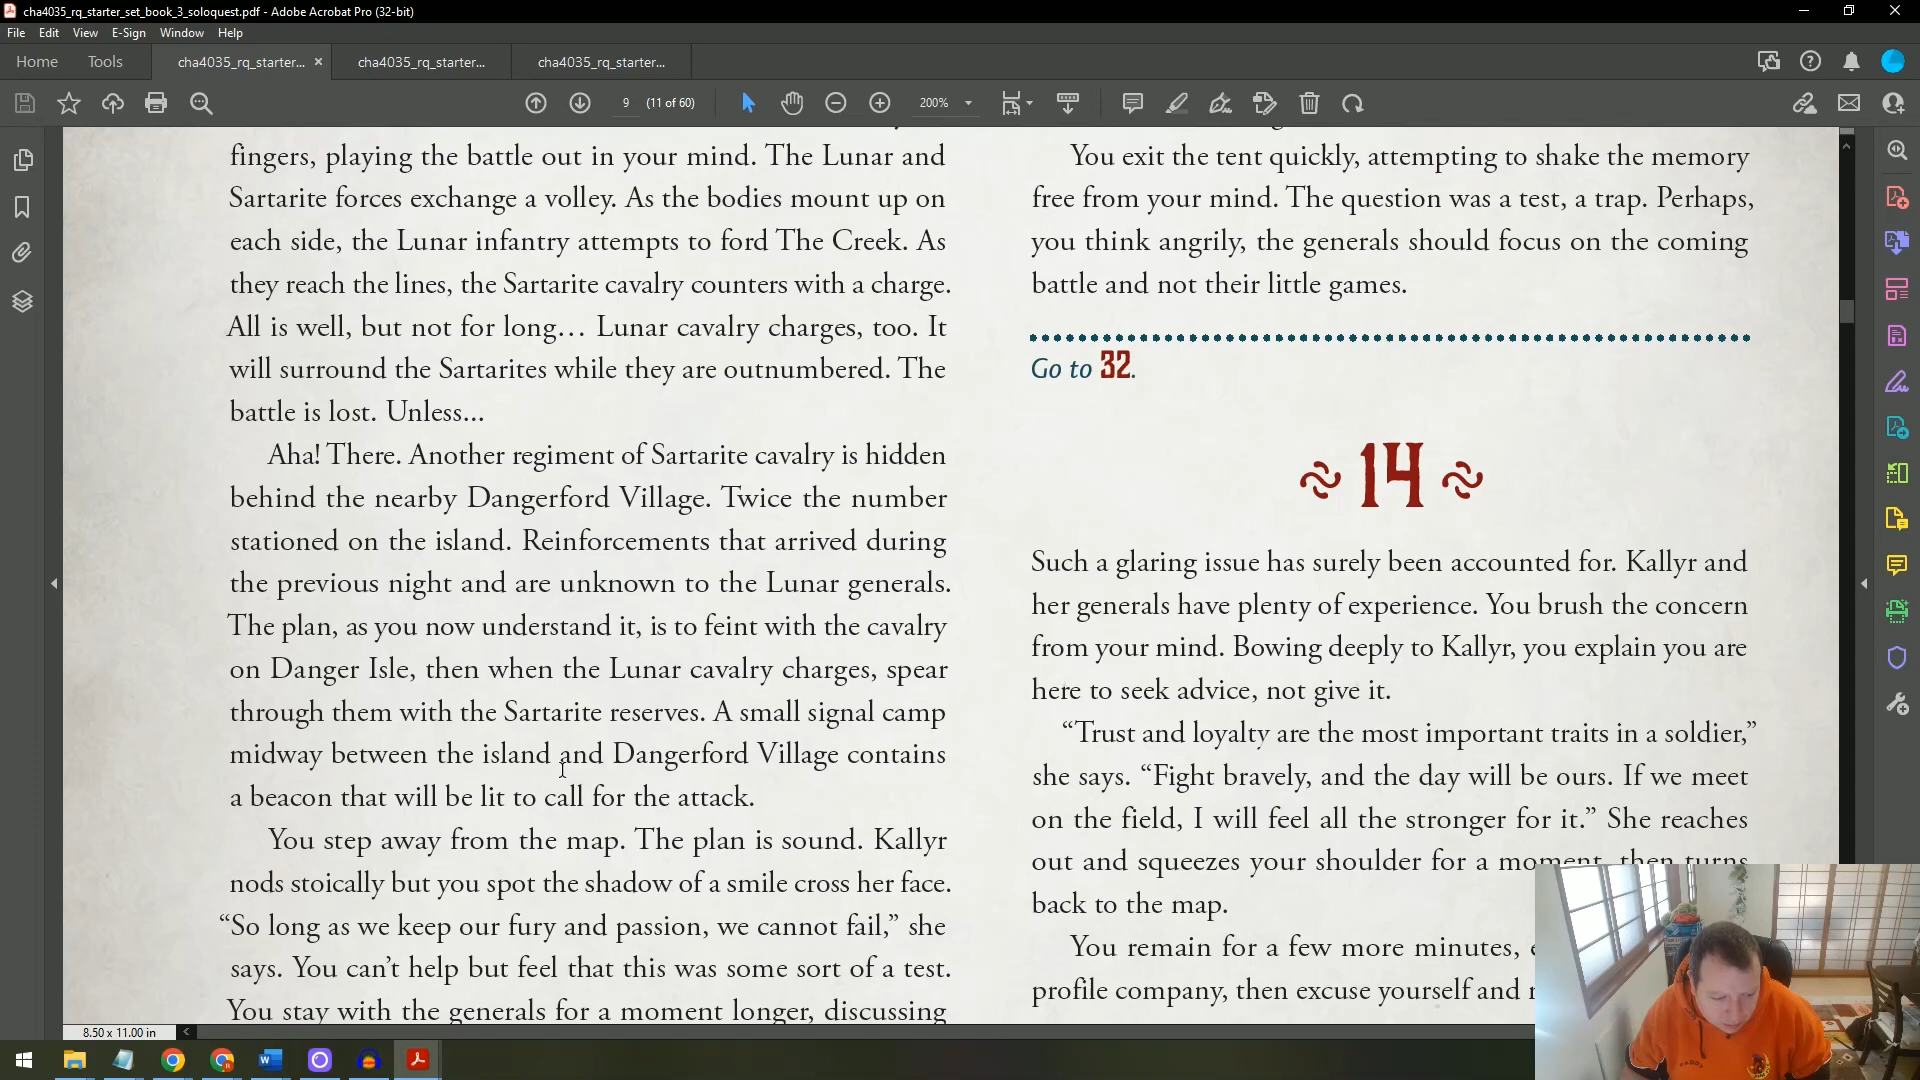 cha4035_rq_starter_set_book_3_soloquest.pdf - Adobe Acrobat Pro (32-bit)
File Edit View E-Sign Window Help
Home Tools cha4035_rq_starter... × cha4035_rq_starter... cha4035_rq_starter...
9 (11 of 60) 200%
fingers, playing the battle out in your mind. The Lunar and
Sartarite forces exchange a volley. As the bodies mount up on
each side, the Lunar infantry attempts to ford The Creek. As
they reach the lines, the Sartarite cavalry counters with a charge.
All is well, but not for long… Lunar cavalry charges, too. It
will surround the Sartarites while they are outnumbered. The
battle is lost. Unless…
Aha! There. Another regiment of Sartarite cavalry is hidden
behind the nearby Dangerford Village. Twice the number
stationed on the island. Reinforcements that arrived during
the previous night and are unknown to the Lunar generals.
The plan, as you now understand it, is to feint with the cavalry
on Danger Isle, then when the Lunar cavalry charges, spear
through them with the Sartarite reserves. A small signal camp
midway between the island and Dangerford Village contains
a beacon that will be lit to call for the attack.
You step away from the map. The plan is sound. Kallyr
nods stoically but you spot the shadow of a smile cross her face.
“So long as we keep our fury and passion, we cannot fail,” she
says. You can’t help but feel that this was some sort of a test.
You stay with the generals for a moment longer, discussing
You exit the tent quickly, attempting to shake the memory
free from your mind. The question was a test, a trap. Perhaps,
you think angrily, the generals should focus on the coming
battle and not their little games.
Go to 32.
14
Such a glaring issue has surely been accounted for. Kallyr and
her generals have plenty of experience. You brush the concern
from your mind. Bowing deeply to Kallyr, you explain you are
here to seek advice, not give it.
“Trust and loyalty are the most important traits in a soldier,”
she says. “Fight bravely, and the day will be ours. If we meet
on the field, I will feel all the stronger for it.” She reaches
out and squeezes your shoulder for a moment, then turns
back to the map.
You remain for a few more minutes,
profile company, then excuse yourself and
8.50 x 11.00 in